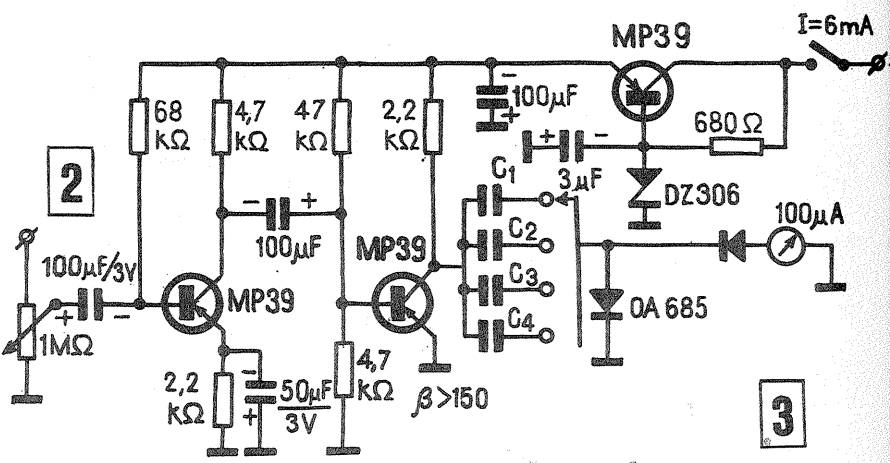 I=6mA
MP39
68
kΩ
4,7
kΩ
47
kΩ
100µF
2,2
kΩ
680Ω
3µF
DZ306
2
C1
100µA
100µF/3V
100µF
MP39
C2
MP39
C3
OA 685
1MΩ
C4
2,2
kΩ
50µF
3V
4,7
kΩ
β>150
3